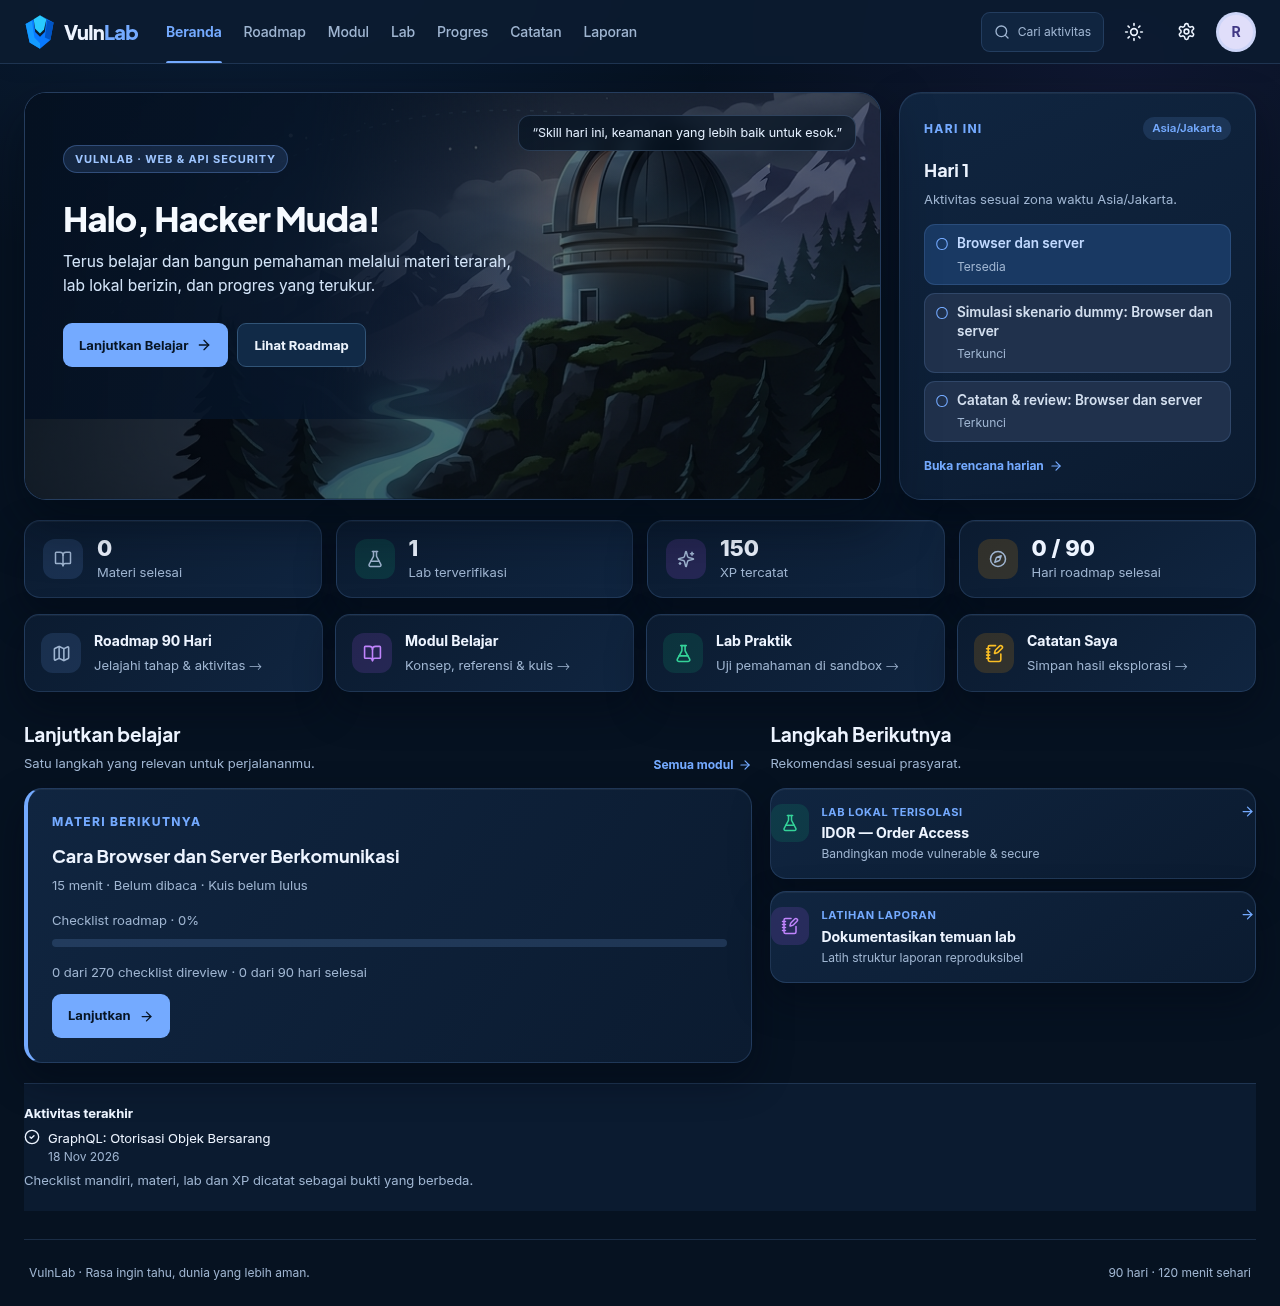 VulnLab
Beranda
Roadmap
Modul
Lab
Progres
Catatan
Laporan
Cari aktivitas
R
“Skill hari ini, keamanan yang lebih baik untuk esok.”
VULNLAB · WEB & API SECURITY
Halo, Hacker Muda!
Terus belajar dan bangun pemahaman melalui materi terarah,
lab lokal berizin, dan progres yang terukur.
Lanjutkan Belajar →
Lihat Roadmap
HARI INI
Asia/Jakarta
Hari 1
Aktivitas sesuai zona waktu Asia/Jakarta.
Browser dan server
Tersedia
Simulasi skenario dummy: Browser dan
server
Terkunci
Catatan & review: Browser dan server
Terkunci
Buka rencana harian →
0
Materi selesai
1
Lab terverifikasi
150
XP tercatat
0 / 90
Hari roadmap selesai
Roadmap 90 Hari
Jelajahi tahap & aktivitas →
Modul Belajar
Konsep, referensi & kuis →
Lab Praktik
Uji pemahaman di sandbox →
Catatan Saya
Simpan hasil eksplorasi →
Lanjutkan belajar
Satu langkah yang relevan untuk perjalananmu.
Semua modul →
MATERI BERIKUTNYA
Cara Browser dan Server Berkomunikasi
15 menit · Belum dibaca · Kuis belum lulus
Checklist roadmap · 0%
0 dari 270 checklist direview · 0 dari 90 hari selesai
Lanjutkan →
Langkah Berikutnya
Rekomendasi sesuai prasyarat.
LAB LOKAL TERISOLASI →
IDOR — Order Access
Bandingkan mode vulnerable & secure
LATIHAN LAPORAN →
Dokumentasikan temuan lab
Latih struktur laporan reproduksibel
Aktivitas terakhir
GraphQL: Otorisasi Objek Bersarang
18 Nov 2026
Checklist mandiri, materi, lab dan XP dicatat sebagai bukti yang berbeda.
VulnLab · Rasa ingin tahu, dunia yang lebih aman.
90 hari · 120 menit sehari